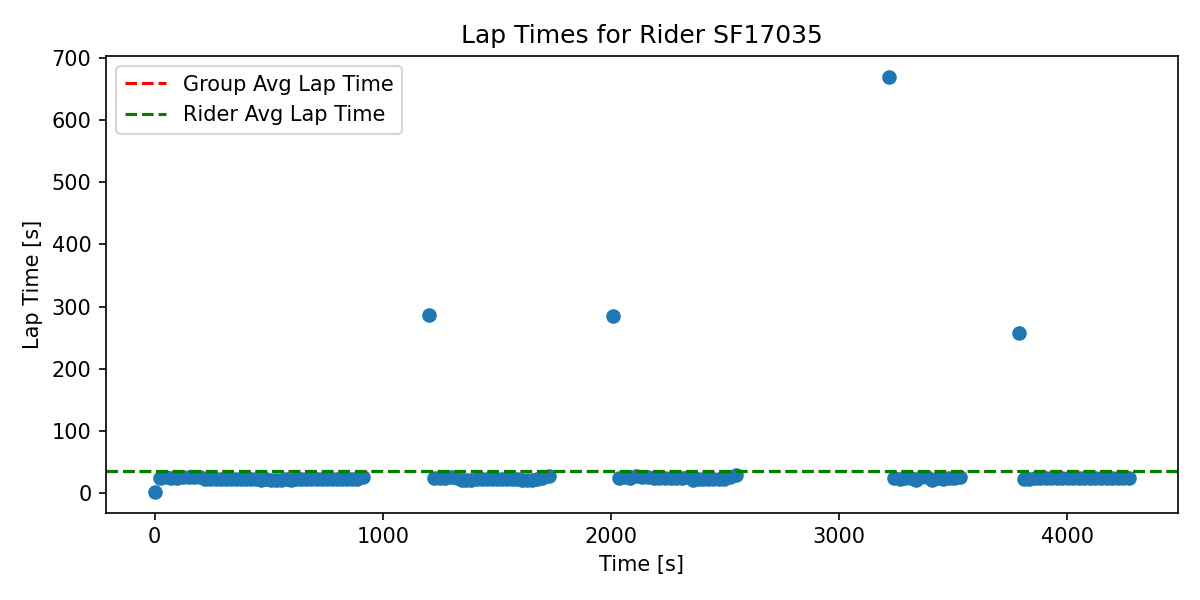 Lap Times for Rider SF17035
Group Avg Lap Time
Rider Avg Lap Time
Lap Time [s]
700
600
500
400
300
200
100
0
0 1000 2000 3000 4000
Time [s]